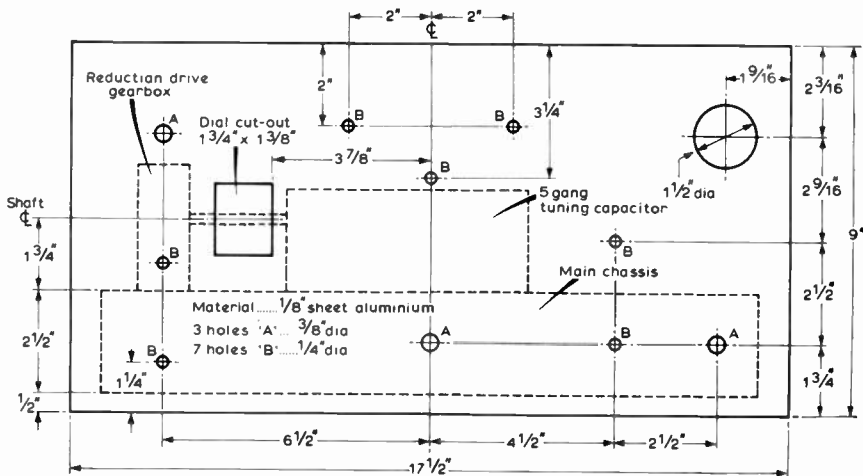 2" 2"
℄
Reduction drive
gearbox
A
Dial cut-out
1 3/4" x 1 3/8"
2"
B
B
3 1/4"
1 9/16"
2 3/16"
3 7/8"
B
1 1/2" dia
2 9/16"
5 gang
tuning capacitor
Shaft
℄
9"
1 3/4"
B
B
Main chassis
2 1/2"
Material...... 1/8" sheet aluminium
3 holes 'A'... 3/8" dia
7 holes 'B'..... 1/4" dia
2 1/2"
A
B
A
B
1 1/4"
1 3/4"
1/2"
6 1/2"
4 1/2"
2 1/2"
17 1/2"